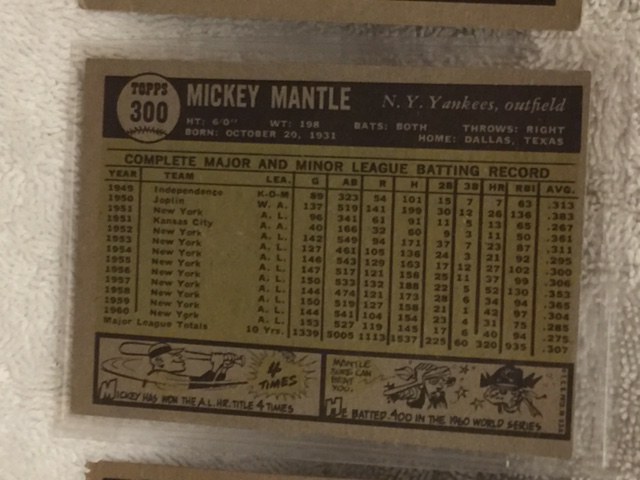 TOPPS
300
MICKEY MANTLE N. Y. Yankees, outfield
HT: 6'0" WT: 198 BATS: BOTH THROWS: RIGHT
BORN: OCTOBER 20, 1931 HOME: DALLAS, TEXAS
COMPLETE MAJOR AND MINOR LEAGUE BATTING RECORD
YEAR TEAM LEA. G AB R H 2B 3B HR RBI AVG.
1949 Independence K-O-M 89 323 54 101 15 7 7 63 .313
1950 Joplin W. A. 137 519 141 199 30 12 26 136 .383
1951 New York A. L. 96 341 61 91 11 5 13 65 .267
1951 Kansas City A. A. 40 166 32 60 9 3 11 50 .361
1952 New York A. L. 142 549 94 171 37 7 23 87 .311
1953 New York A. L. 127 461 105 136 24 3 21 92 .295
1954 New York A. L. 146 543 129 163 17 12 27 102 .300
1955 New York A. L. 147 517 121 158 25 11 37 99 .306
1956 New York A. L. 150 533 132 188 22 5 52 130 .353
1957 New York A. L. 144 474 121 173 28 6 34 94 .365
1958 New York A. L. 150 519 127 158 21 1 42 97 .304
1959 New York A. L. 144 541 104 154 23 4 31 75 .285
1960 New York A. L. 153 527 119 145 17 6 40 94 .275
Major League Totals 10 Yrs. 1339 5005 1113 1537 225 60 320 935 .307
4 TIMES
MICKEY HAS WON THE A.L. HR. TITLE 4 TIMES
MANTLE
SURE CAN
BEAT
YOU.
HE BATTED .400 IN THE 1960 WORLD SERIES